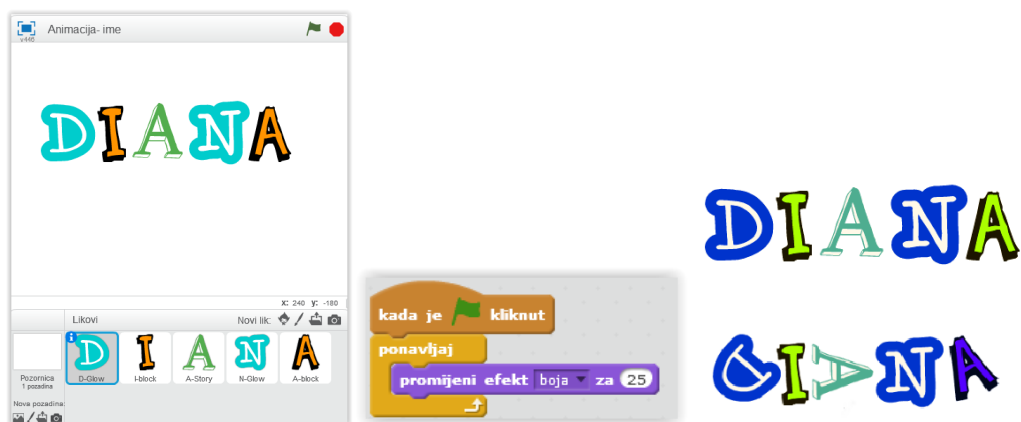 Animacija- ime
v446
DIANA
x: 240 y: -180
Likovi
Novi lik:
Pozornica
1 pozadina
D-Glow
I-block
A-Story
N-Glow
A-block
Nova pozadina:
kada je kliknut
ponavljaj
promijeni efekt boja za 25
DIANA
DIANA